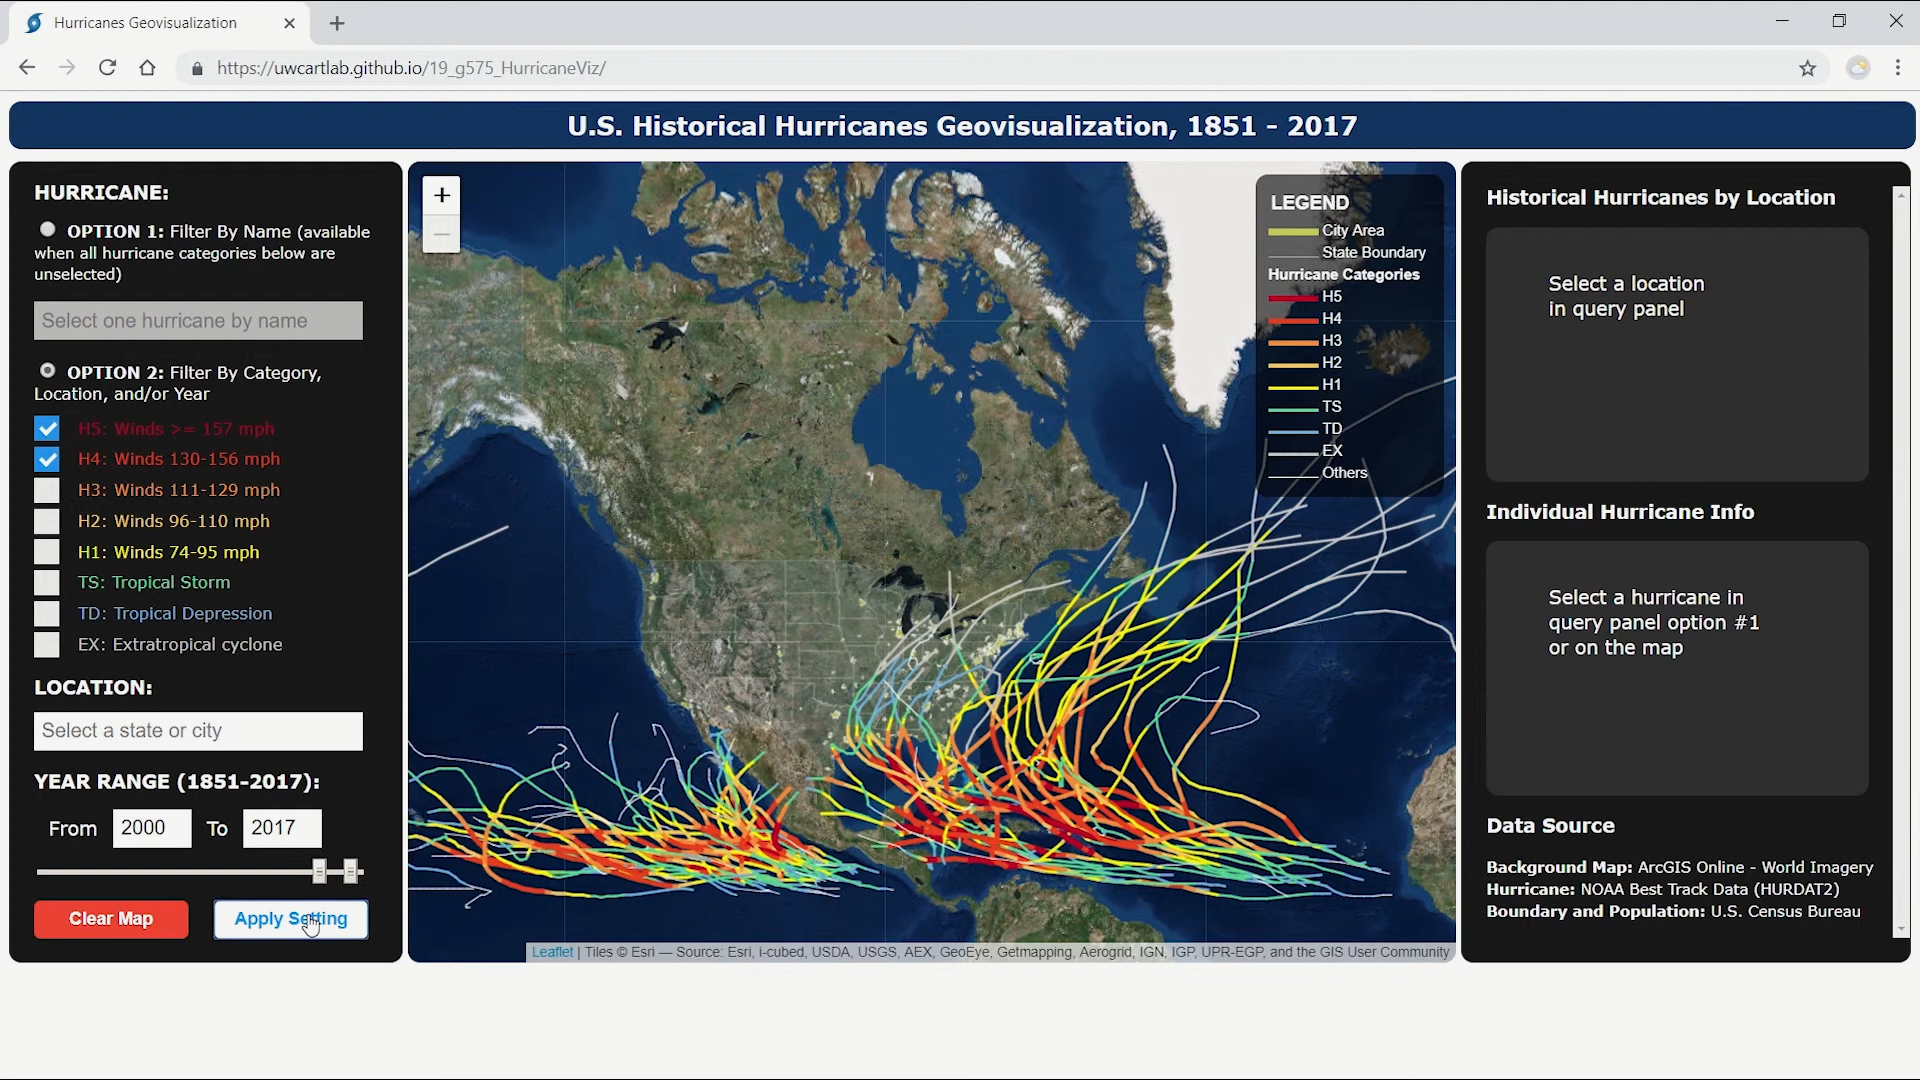 Hurricanes Geovisualization
https://uwcartlab.github.io/19_g575_HurricaneViz/
U.S. Historical Hurricanes Geovisualization, 1851 - 2017
HURRICANE:
OPTION 1: Filter By Name (available
when all hurricane categories below are
unselected)
Select one hurricane by name
OPTION 2: Filter By Category,
Location, and/or Year
H5: Winds >= 157 mph
H4: Winds 130-156 mph
H3: Winds 111-129 mph
H2: Winds 96-110 mph
H1: Winds 74-95 mph
TS: Tropical Storm
TD: Tropical Depression
EX: Extratropical cyclone
LOCATION:
Select a state or city
YEAR RANGE (1851-2017):
From 2000 To 2017
Clear Map
Apply Setting
+
−
LEGEND
City Area
State Boundary
Hurricane Categories
H5
H4
H3
H2
H1
TS
TD
EX
Others
Leaflet | Tiles © Esri — Source: Esri, i-cubed, USDA, USGS, AEX, GeoEye, Getmapping, Aerogrid, IGN, IGP, UPR-EGP, and the GIS User Community
Historical Hurricanes by Location
Select a location
in query panel
Individual Hurricane Info
Select a hurricane in
query panel option #1
or on the map
Data Source
Background Map: ArcGIS Online - World Imagery
Hurricane: NOAA Best Track Data (HURDAT2)
Boundary and Population: U.S. Census Bureau